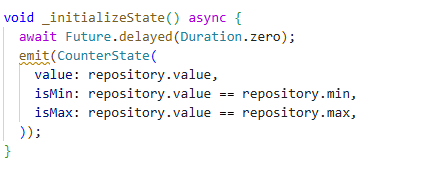 void _initializeState() async {
  await Future.delayed(Duration.zero);
  emit(CounterState(
    value: repository.value,
    isMin: repository.value == repository.min,
    isMax: repository.value == repository.max,
  ));
}